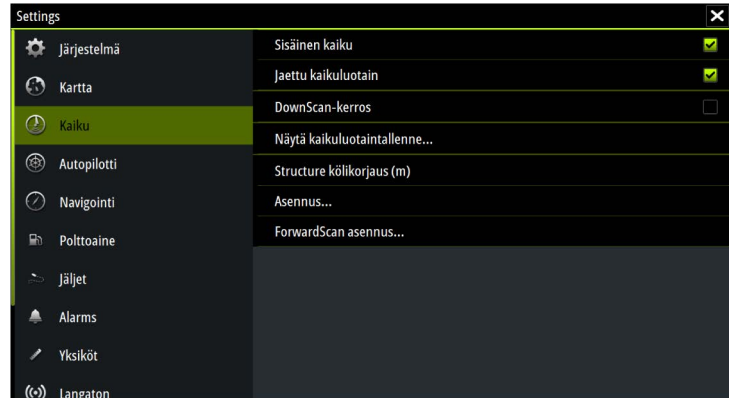 Settings
Järjestelmä
Kartta
Kaiku
Autopilotti
Navigointi
Polttoaine
Jäljet
Alarms
Yksiköt
Langaton
Sisäinen kaiku
Jaettu kaikuluotain
DownScan-kerros
Näytä kaikuluotaintallenne...
Structure kölikorjaus (m)
Asennus...
ForwardScan asennus...